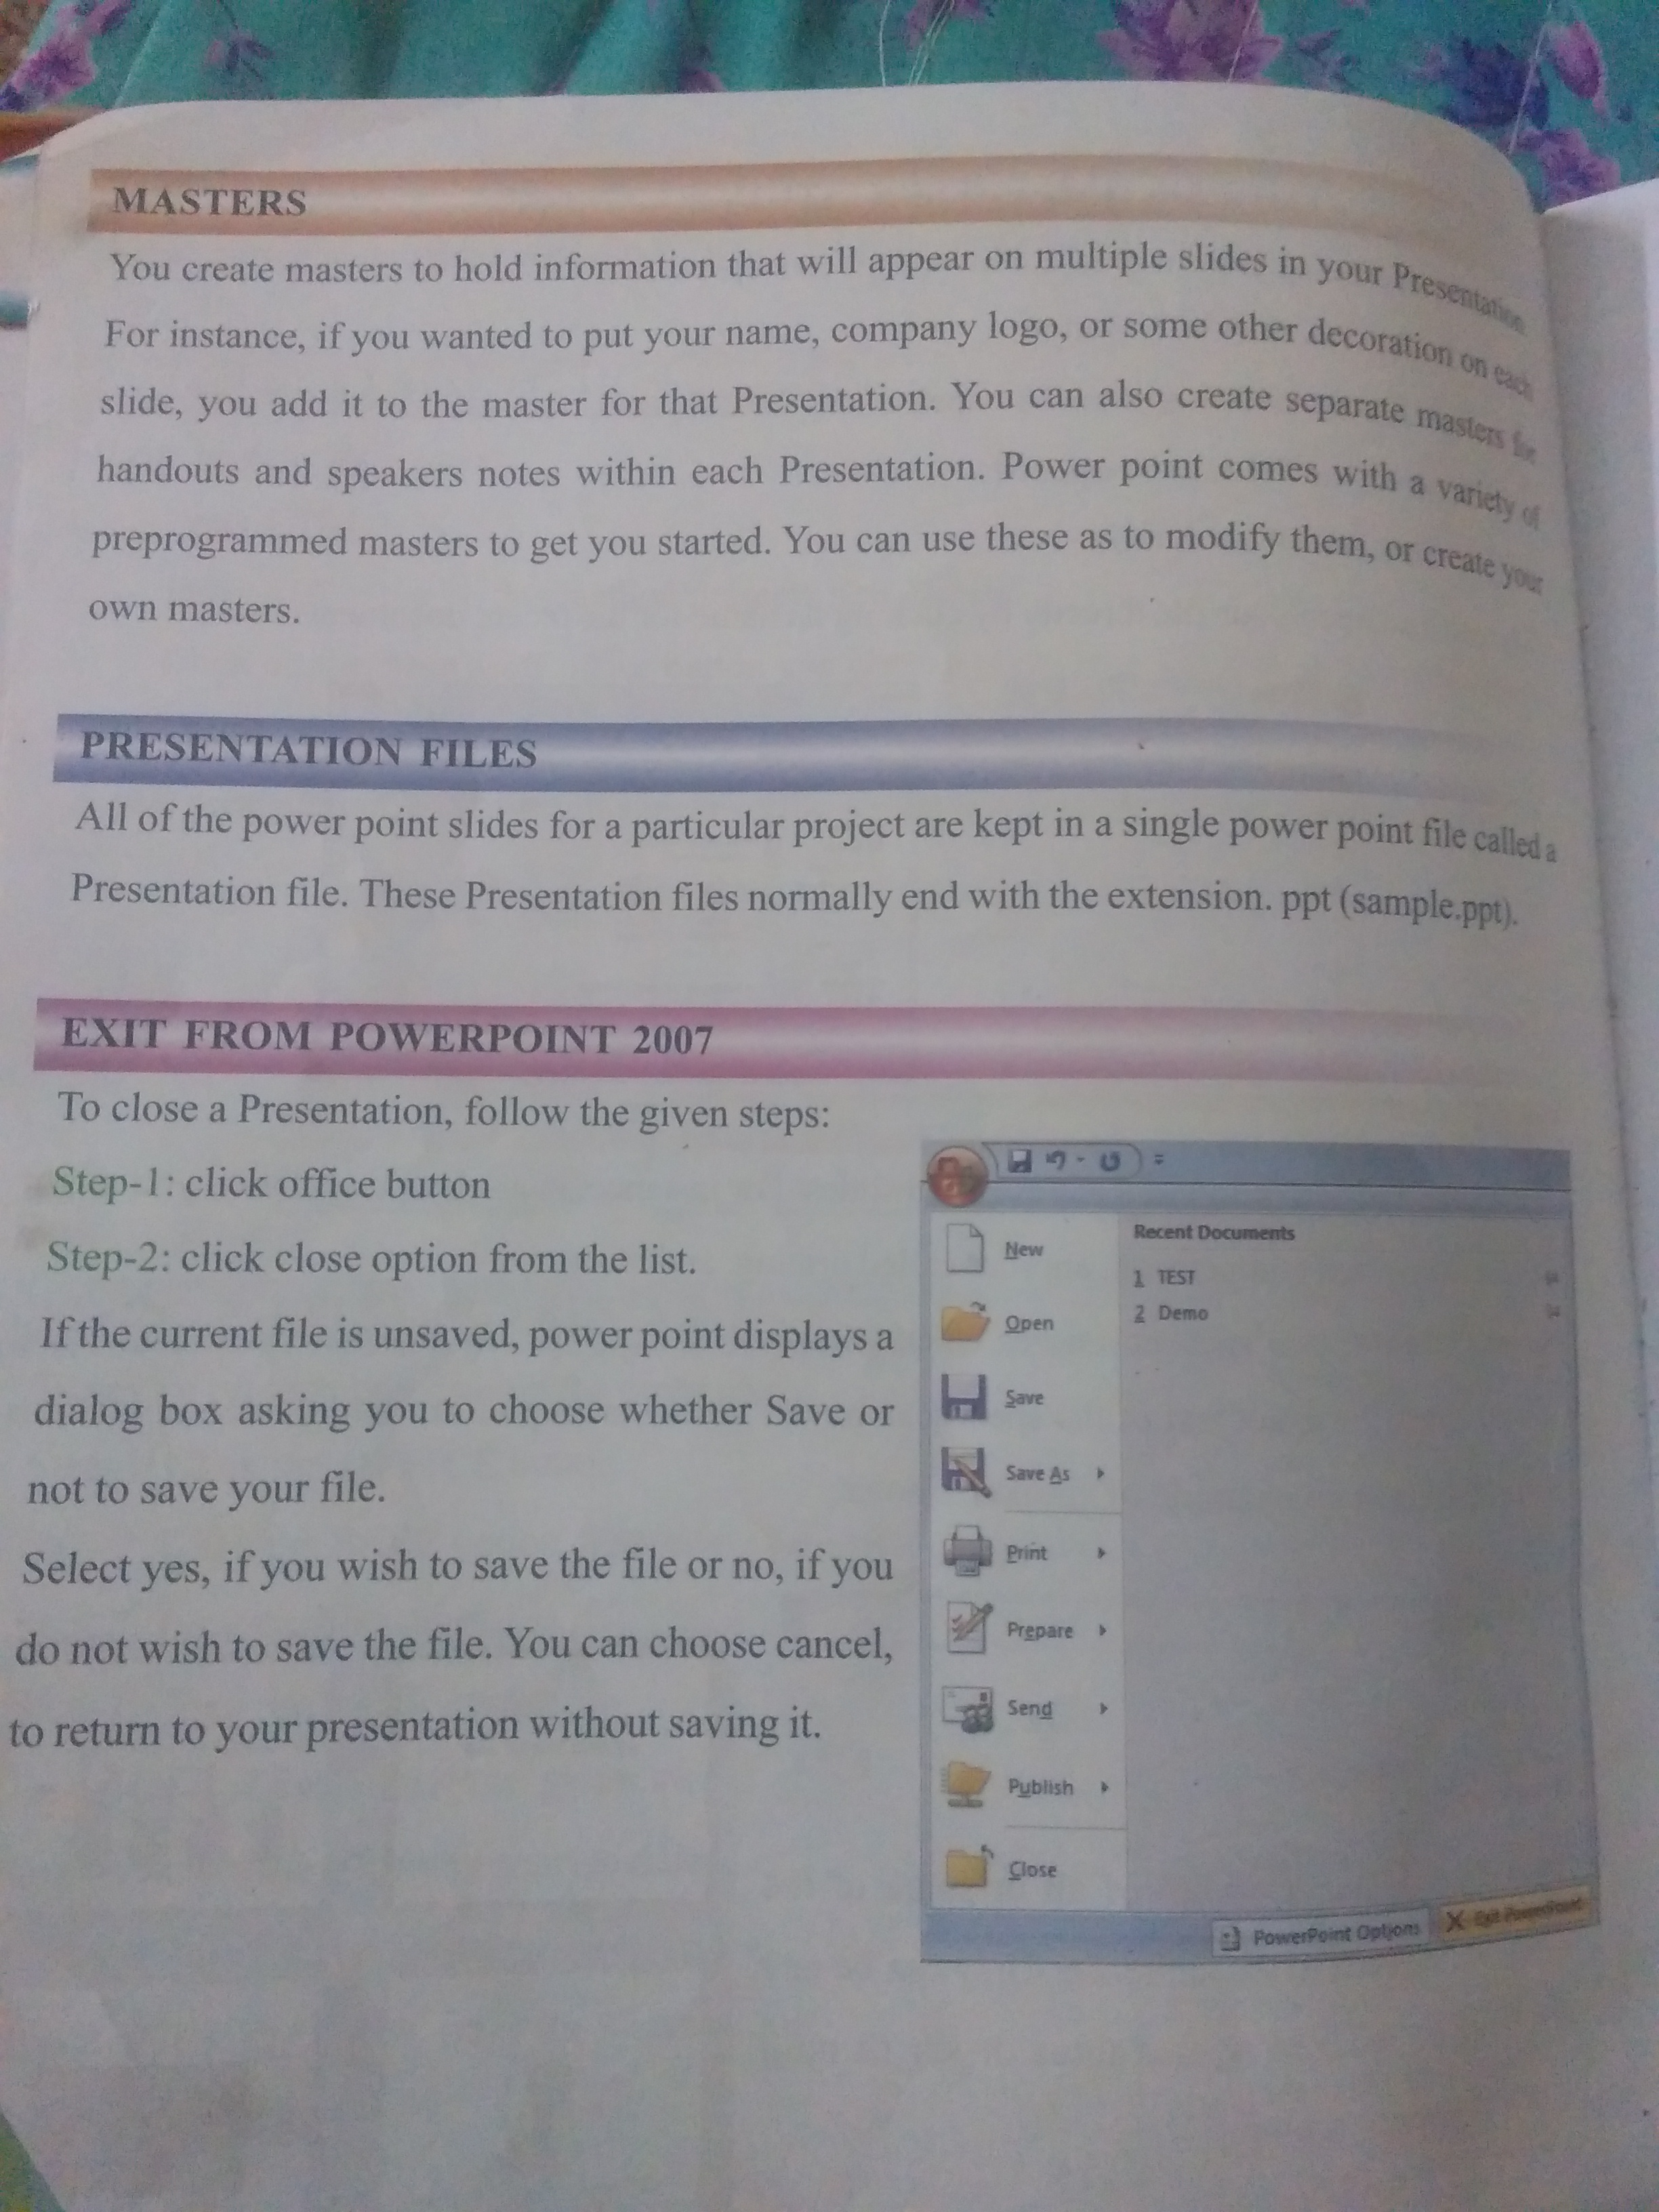 MASTERS
You create masters to hold information that will appear on multiple slides in your Presentation.
For instance, if you wanted to put your name, company logo, or some other decoration on each
slide, you add it to the master for that Presentation. You can also create separate masters for
handouts and speakers notes within each Presentation. Power point comes with a variety of
preprogrammed masters to get you started. You can use these as to modify them, or create your
own masters.
PRESENTATION FILES
All of the power point slides for a particular project are kept in a single power point file called a
Presentation file. These Presentation files normally end with the extension. ppt (sample.ppt).
EXIT FROM POWERPOINT 2007
To close a Presentation, follow the given steps:
Step-1: click office button
Step-2: click close option from the list.
If the current file is unsaved, power point displays a
dialog box asking you to choose whether Save or
not to save your file.
Select yes, if you wish to save the file or no, if you
do not wish to save the file. You can choose cancel,
to return to your presentation without saving it.
New
Open
Save
Save As
Print
Prepare
Send
Publish
Close
Recent Documents
1 TEST
2 Demo
PowerPoint Options
Exit PowerPoint